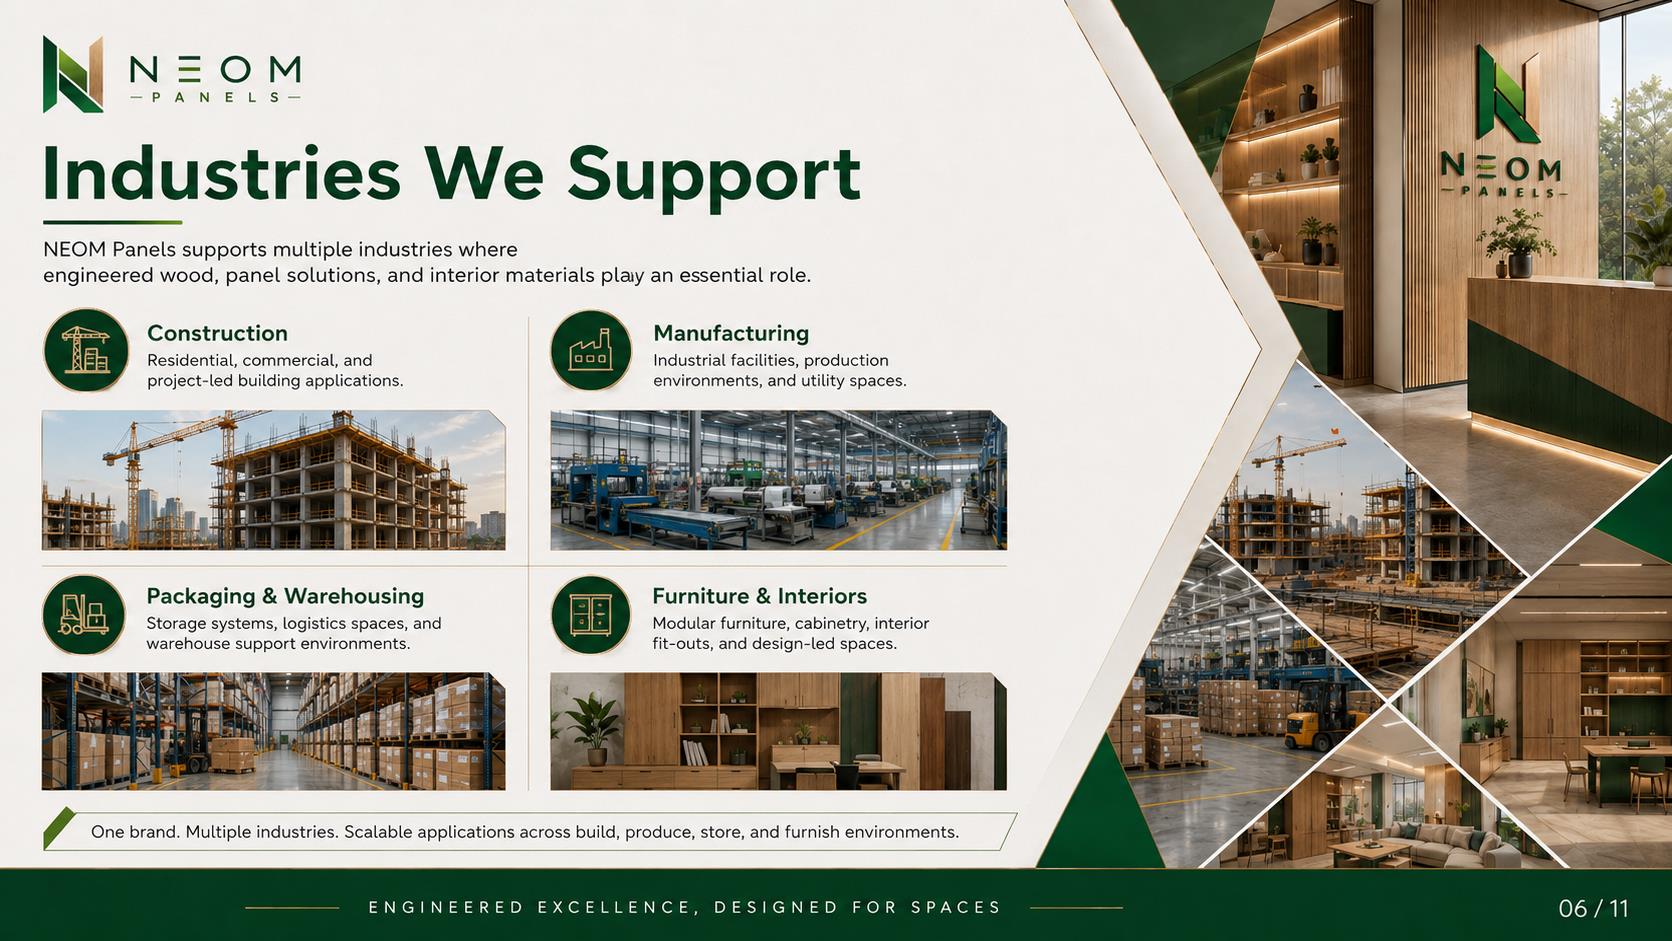 NEOM
PANELS
Industries We Support
NEOM Panels supports multiple industries where
engineered wood, panel solutions, and interior materials play an essential role.
Construction
Residential, commercial, and
project-led building applications.
Manufacturing
Industrial facilities, production
environments, and utility spaces.
Packaging & Warehousing
Storage systems, logistics spaces, and
warehouse support environments.
Furniture & Interiors
Modular furniture, cabinetry, interior
fit-outs, and design-led spaces.
One brand. Multiple industries. Scalable applications across build, produce, store, and furnish environments.
NEOM
PANELS
ENGINEERED EXCELLENCE, DESIGNED FOR SPACES
06 / 11